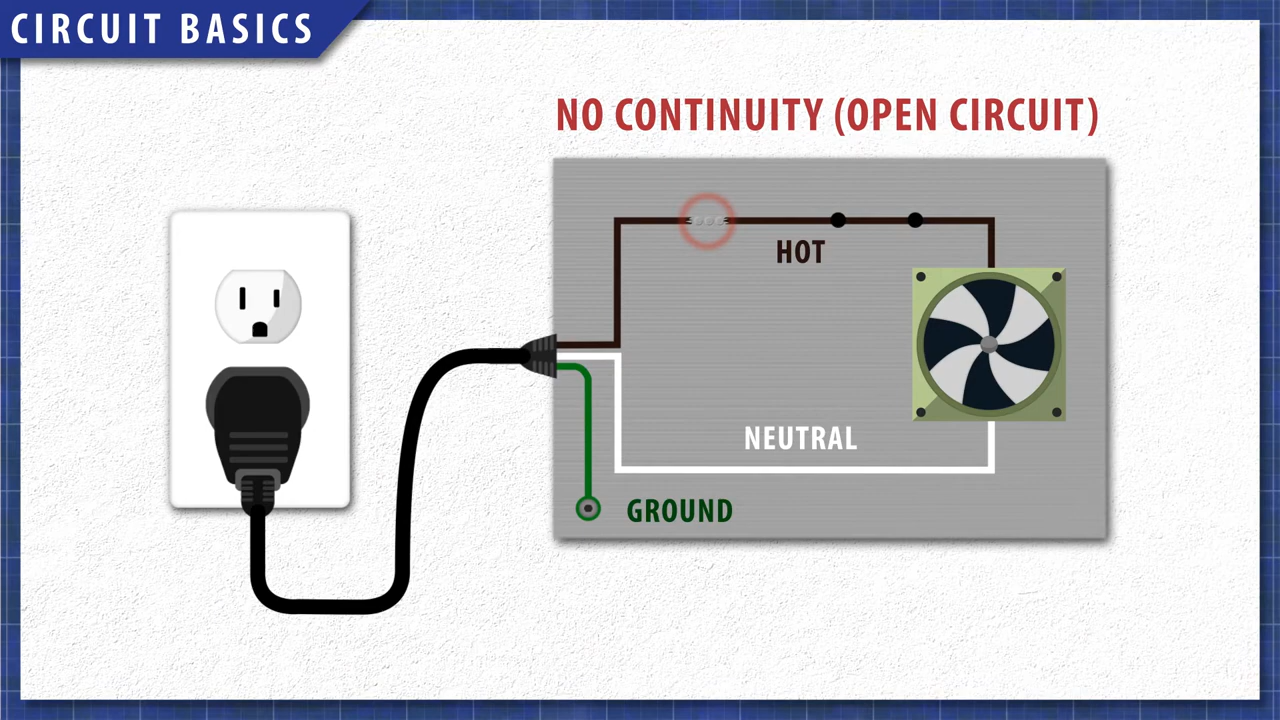 CIRCUIT BASICS
NO CONTINUITY (OPEN CIRCUIT)
HOT
NEUTRAL
GROUND